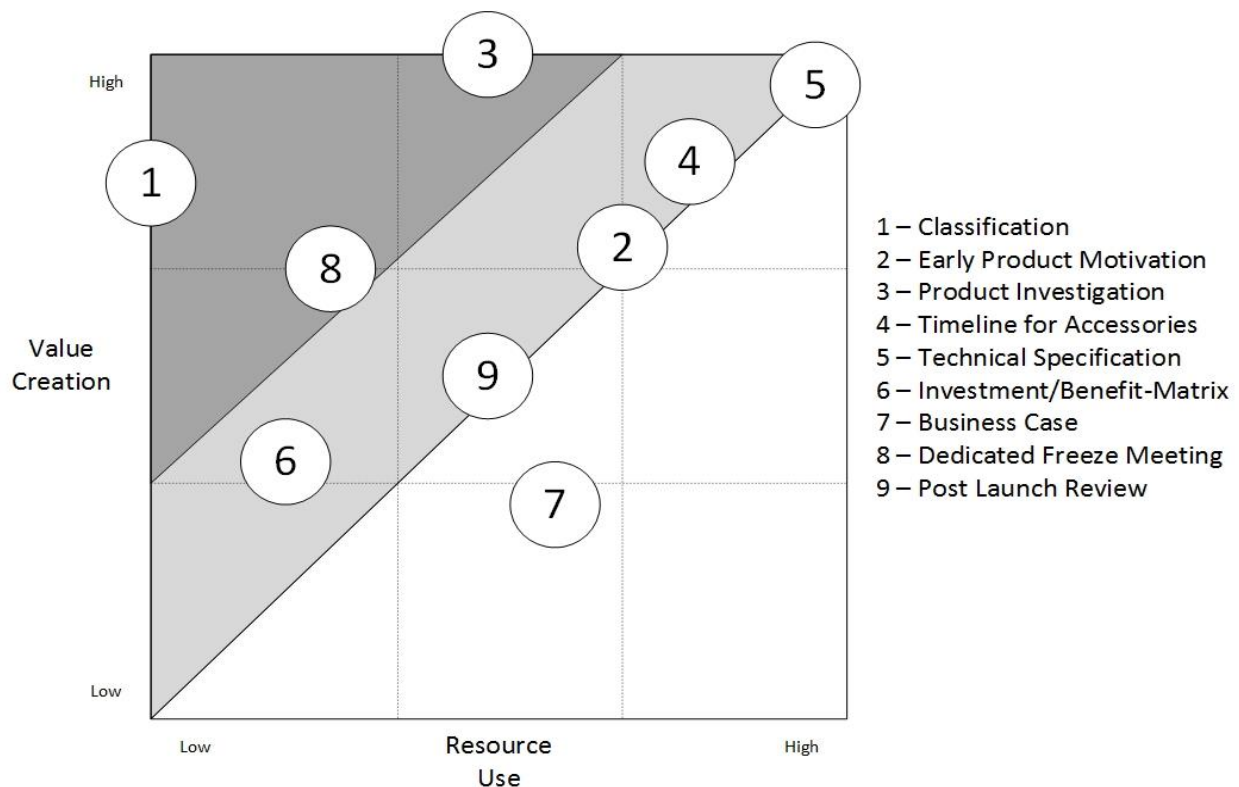 3
High
5
4
1
2
8
1 – Classification
2 – Early Product Motivation
3 – Product Investigation
4 – Timeline for Accessories
5 – Technical Specification
6 – Investment/Benefit-Matrix
7 – Business Case
8 – Dedicated Freeze Meeting
9 – Post Launch Review
Value
Creation
9
6
7
Low
Low
Resource
Use
High